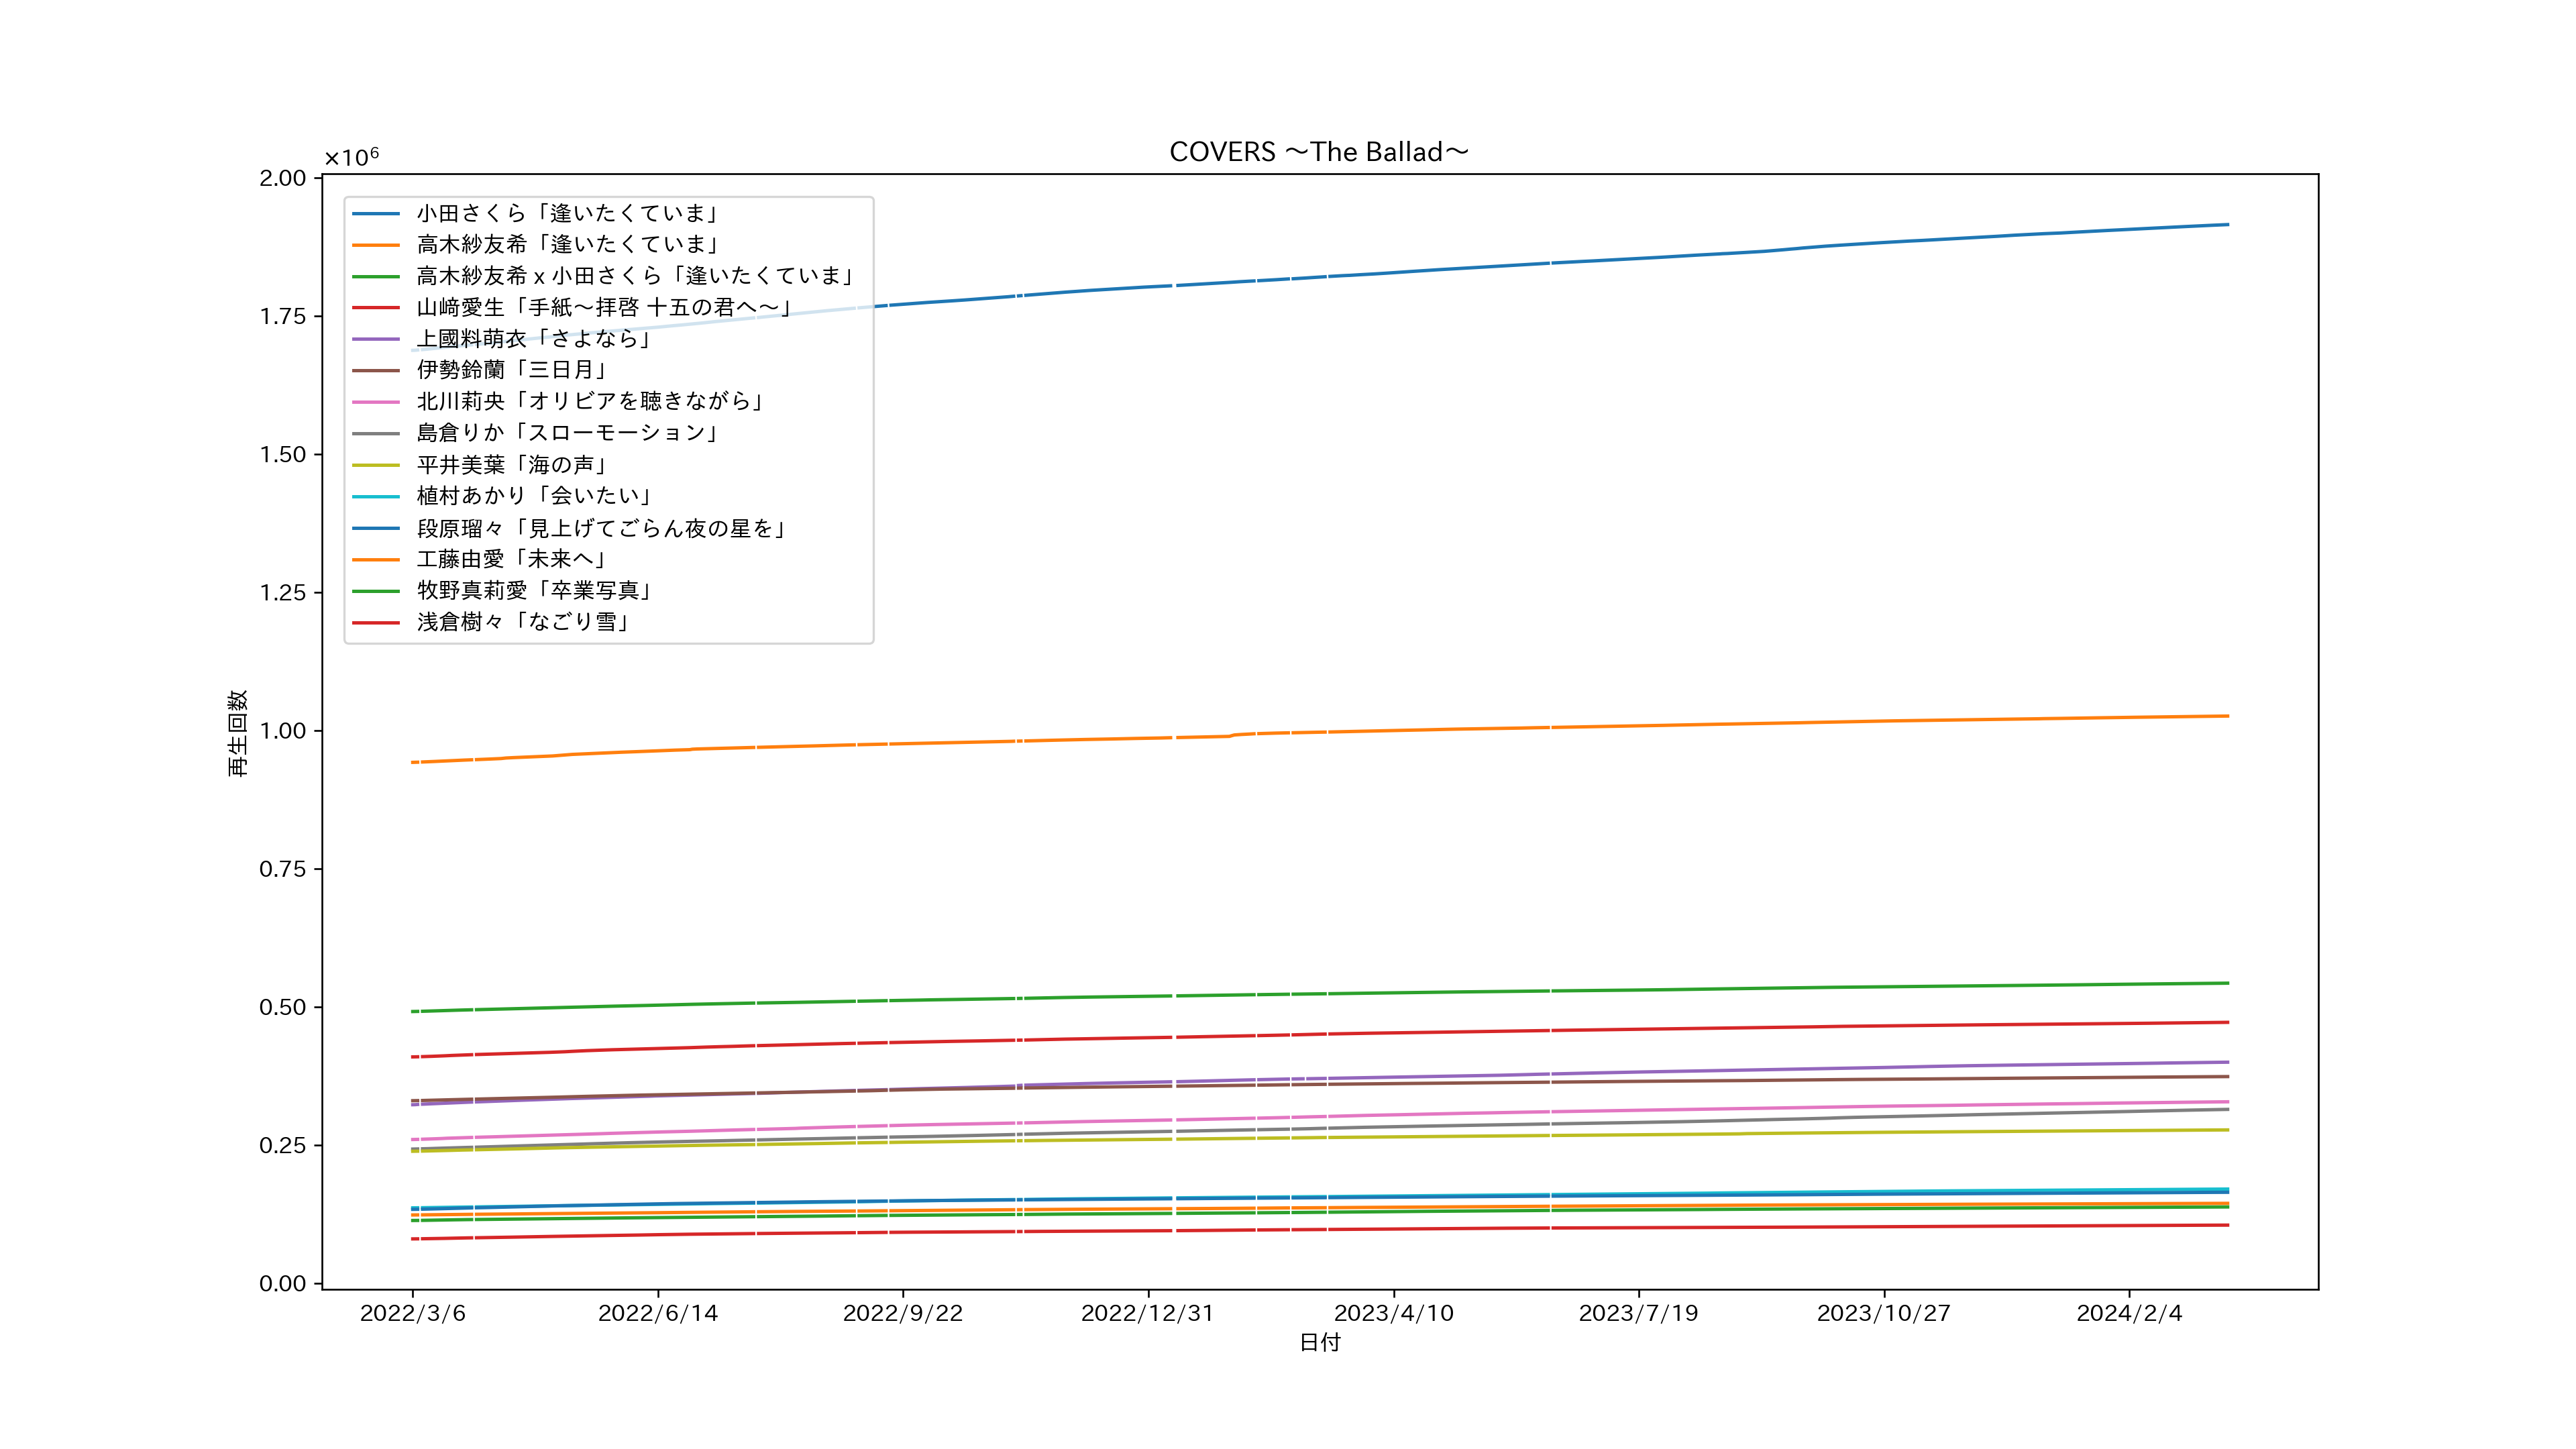 COVERS ～The Ballad～
×10⁶
2.00
1.75
1.50
1.25
1.00
0.75
0.50
0.25
0.00
再生回数
小田さくら「逢いたくていま」
高木紗友希「逢いたくていま」
高木紗友希 x 小田さくら「逢いたくていま」
山﨑愛生「手紙～拝啓 十五の君へ～」
上國料萌衣「さよなら」
伊勢鈴蘭「三日月」
北川莉央「オリビアを聴きながら」
島倉りか「スローモーション」
平井美葉「海の声」
植村あかり「会いたい」
段原瑠々「見上げてごらん夜の星を」
工藤由愛「未来へ」
牧野真莉愛「卒業写真」
浅倉樹々「なごり雪」
2022/3/6
2022/6/14
2022/9/22
2022/12/31
2023/4/10
2023/7/19
2023/10/27
2024/2/4
日付